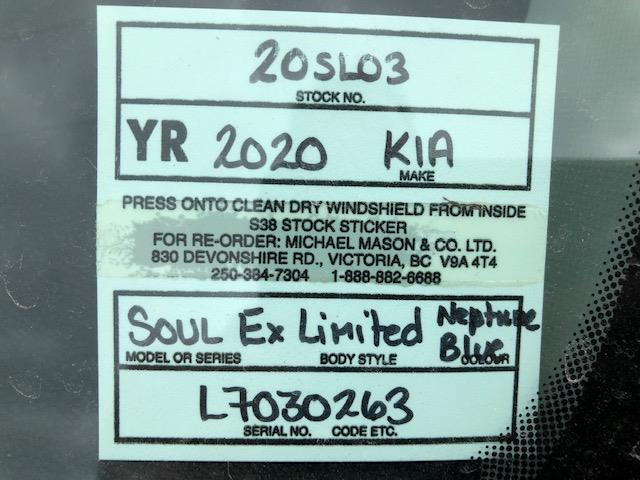 20SL03
STOCK NO.
YR 2020 KIA
MAKE
PRESS ONTO CLEAN DRY WINDSHIELD FROM INSIDE
S38 STOCK STICKER
FOR RE-ORDER: MICHAEL MASON & CO. LTD.
830 DEVONSHIRE RD., VICTORIA, BC V9A 4T4
250-384-7304 1-888-882-6688
SOUL Ex Limited Neptune
Blue
MODEL OR SERIES BODY STYLE COLOUR
L7030263
SERIAL NO. CODE ETC.